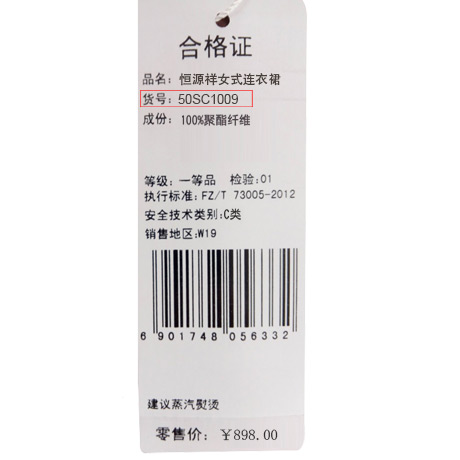 合格证
品名：恒源祥女式连衣裙
货号：50SC1009
成份：100%聚酯纤维
等级：一等品 检验:01
执行标准:FZ/T 73005-2012
安全技术类别:C类
销售地区:W19
6 901748 056332
建议蒸汽熨烫
零售价：￥898.00